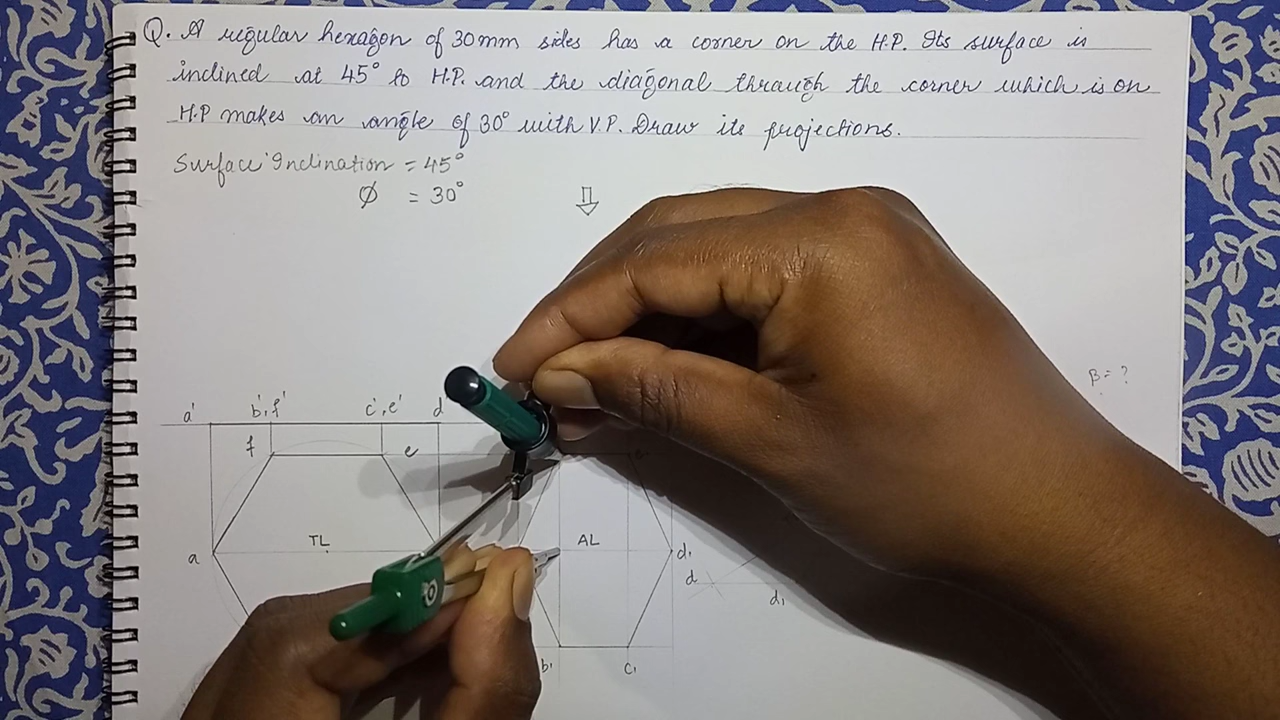 Q. A regular hexagon of 30mm sides has a corner on the H.P. Its surface is
inclined at 45° to H.P. and the diagonal through the corner which is on
H.P makes an angle of 30° with V.P. Draw its projections.
Surface Inclination = 45°
Ø = 30°
β = ?
a' b', f' c', e' d
f e
a TL AL d₁ d
d₁
b₁ c₁